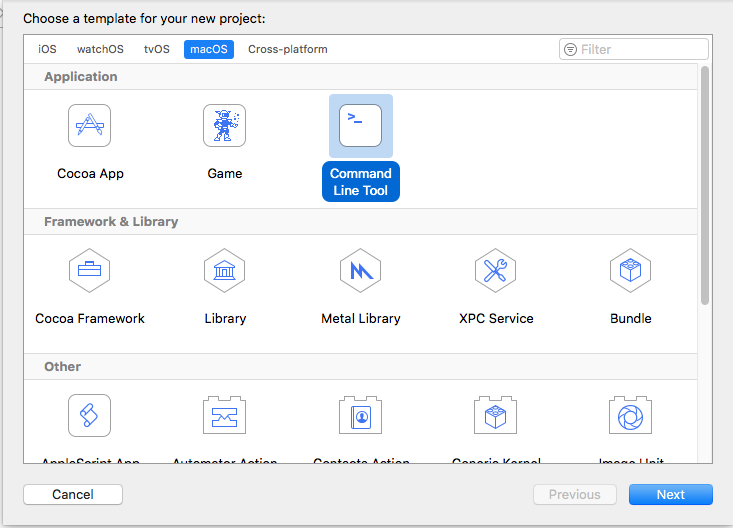 Choose a template for your new project:
iOS watchOS tvOS macOS Cross-platform Filter
Application
Cocoa App Game Command
Line Tool
Framework & Library
Cocoa Framework Library Metal Library XPC Service Bundle
Other
AppleScript App Automator Action Contacts Action Generic Kernel Image Unit
Cancel Previous Next